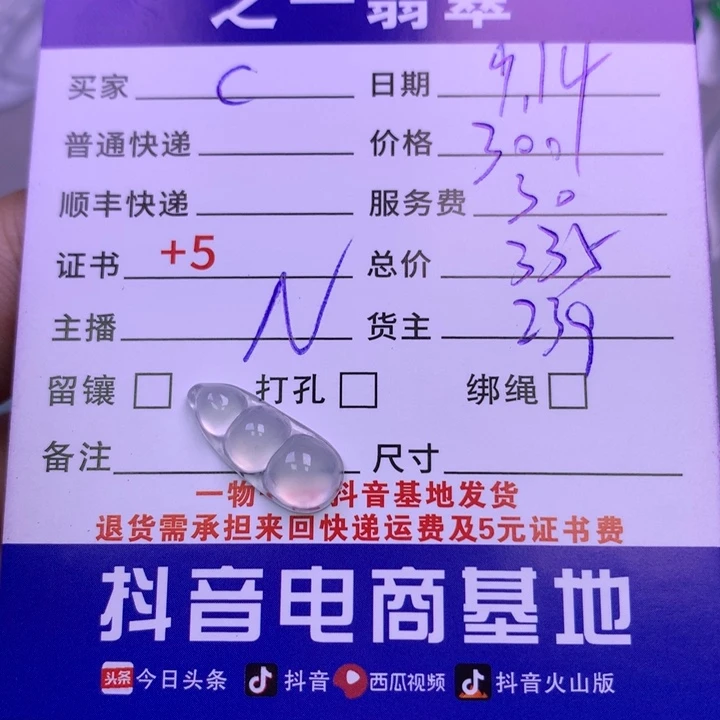 之一翡翠
买家 C 日期 9.14
普通快递 价格 300
顺丰快递 服务费 30
证书 +5 总价 335
主播 N 货主 239
留镶 打孔 绑绳
备注 尺寸
一物 抖音基地发货
退货需承担来回快递运费及5元证书费
抖音电商基地
头条 今日头条 抖音 西瓜视频 抖音火山版